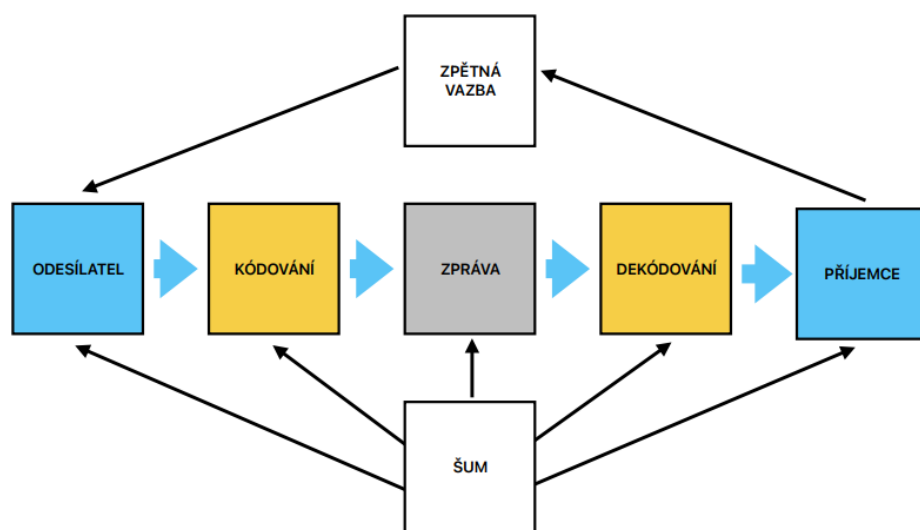 ZPĚTNÁ
VAZBA
ODESÍLATEL
KÓDOVÁNÍ
ZPRÁVA
DEKÓDOVÁNÍ
PŘÍJEMCE
ŠUM